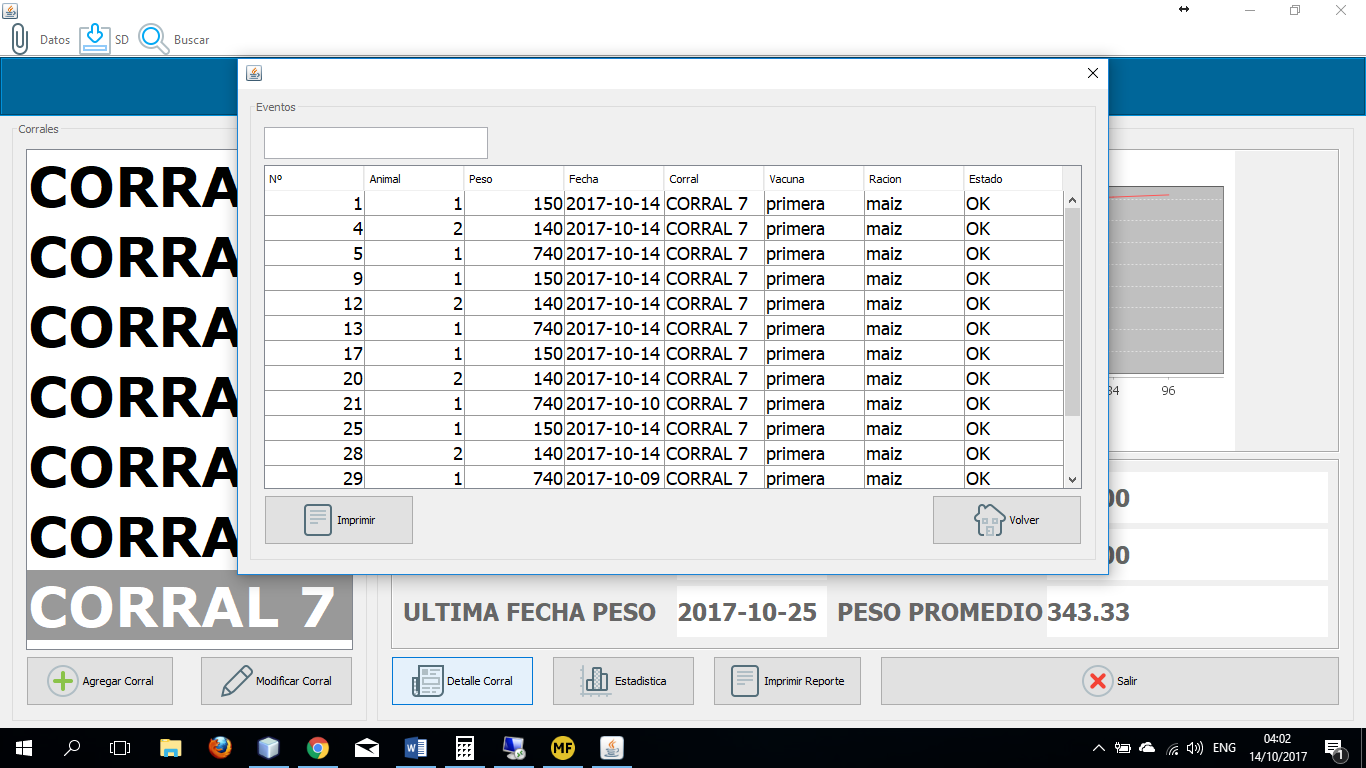 Datos SD Buscar
Corrales
CORRA
CORRA
CORRA
CORRA
CORRA
CORRA
CORRAL 7
Agregar Corral Modificar Corral
Eventos
Nº Animal Peso Fecha Corral Vacuna Racion Estado
1 1 150 2017-10-14 CORRAL 7 primera maiz OK
4 2 140 2017-10-14 CORRAL 7 primera maiz OK
5 1 740 2017-10-14 CORRAL 7 primera maiz OK
9 1 150 2017-10-14 CORRAL 7 primera maiz OK
12 2 140 2017-10-14 CORRAL 7 primera maiz OK
13 1 740 2017-10-14 CORRAL 7 primera maiz OK
17 1 150 2017-10-14 CORRAL 7 primera maiz OK
20 2 140 2017-10-14 CORRAL 7 primera maiz OK
21 1 740 2017-10-10 CORRAL 7 primera maiz OK
25 1 150 2017-10-14 CORRAL 7 primera maiz OK
28 2 140 2017-10-14 CORRAL 7 primera maiz OK
29 1 740 2017-10-09 CORRAL 7 primera maiz OK
Imprimir Volver
96
00
00
ULTIMA FECHA PESO 2017-10-25 PESO PROMEDIO 343.33
Detalle Corral Estadistica Imprimir Reporte Salir
MF
ENG 04:02
14/10/2017
1